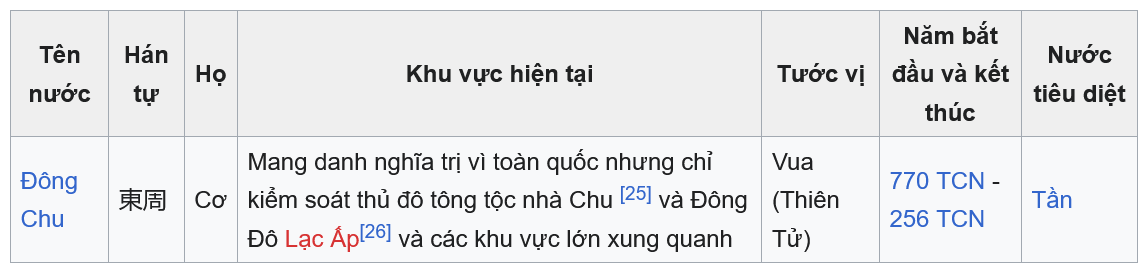 Tên nước
Hán tự
Họ
Khu vực hiện tại
Tước vị
Năm bắt đầu và kết thúc
Nước tiêu diệt
Đông Chu
東周
Cơ
Mang danh nghĩa trị vì toàn quốc nhưng chỉ
kiểm soát thủ đô tông tộc nhà Chu [25] và Đông
Đô Lạc Ấp[26] và các khu vực lớn xung quanh
Vua (Thiên Tử)
770 TCN - 256 TCN
Tần